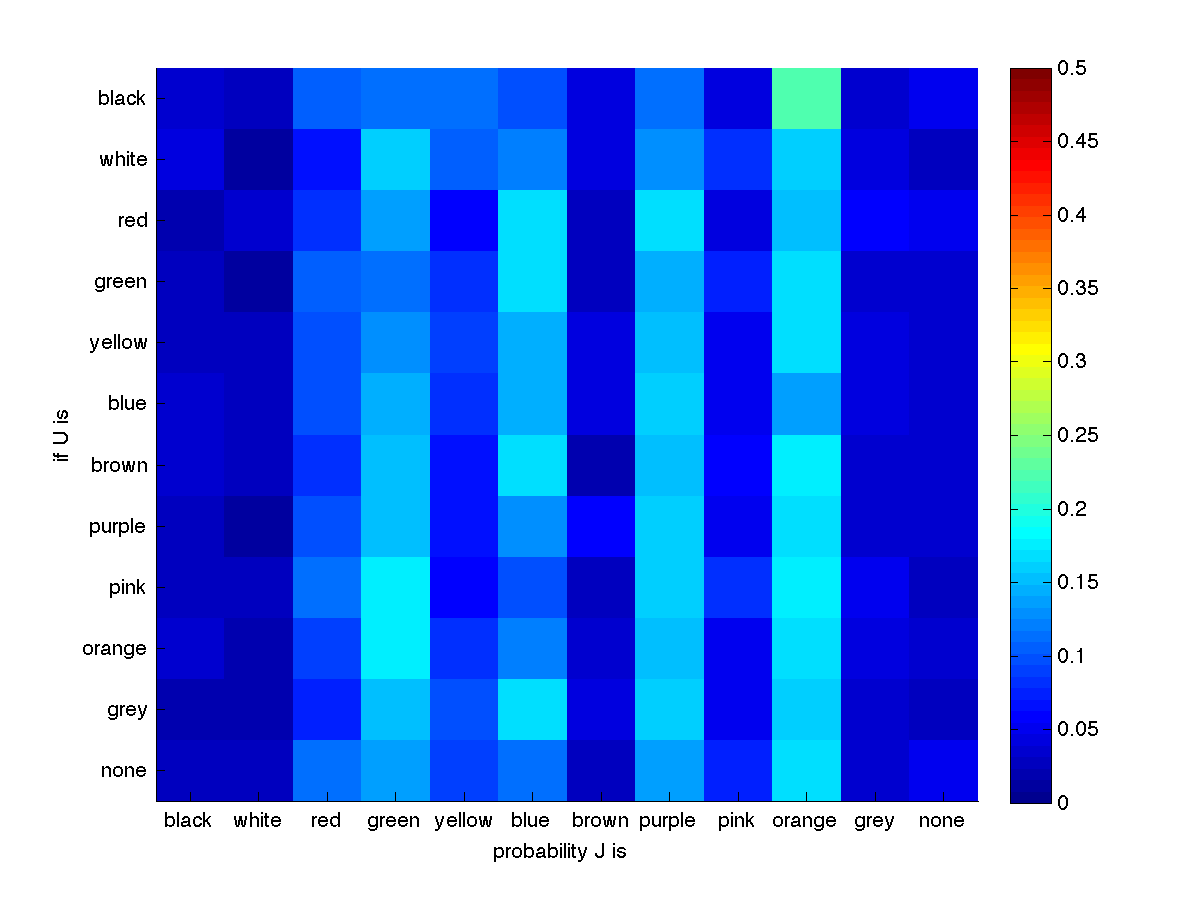 black
white
red
green
yellow
blue
brown
purple
pink
orange
grey
none
if U is
black white red green yellow blue brown purple pink orange grey none
probability J is
0.5
0.45
0.4
0.35
0.3
0.25
0.2
0.15
0.1
0.05
0